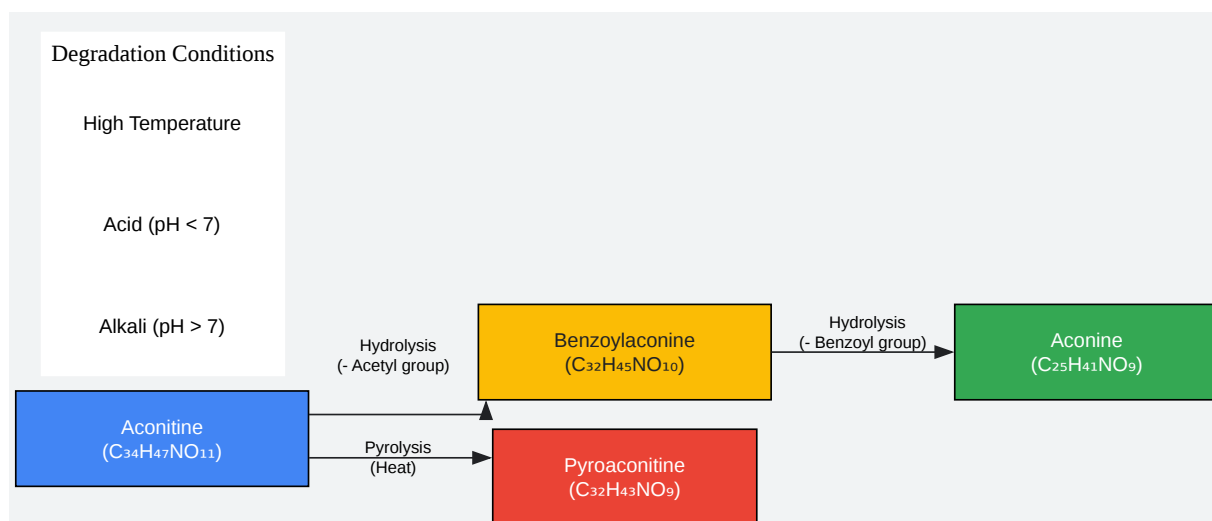 Degradation Conditions
High Temperature
Acid (pH < 7)
Alkali (pH > 7)
Hydrolysis
(- Acetyl group)
Benzoylaconine
(C₃₂H₄₅NO₁₀)
Hydrolysis
(- Benzoyl group)
Aconine
(C₂₅H₄₁NO₉)
Aconitine
(C₃₄H₄₇NO₁₁)
Pyrolysis
(Heat)
Pyroaconitine
(C₃₂H₄₃NO₉)